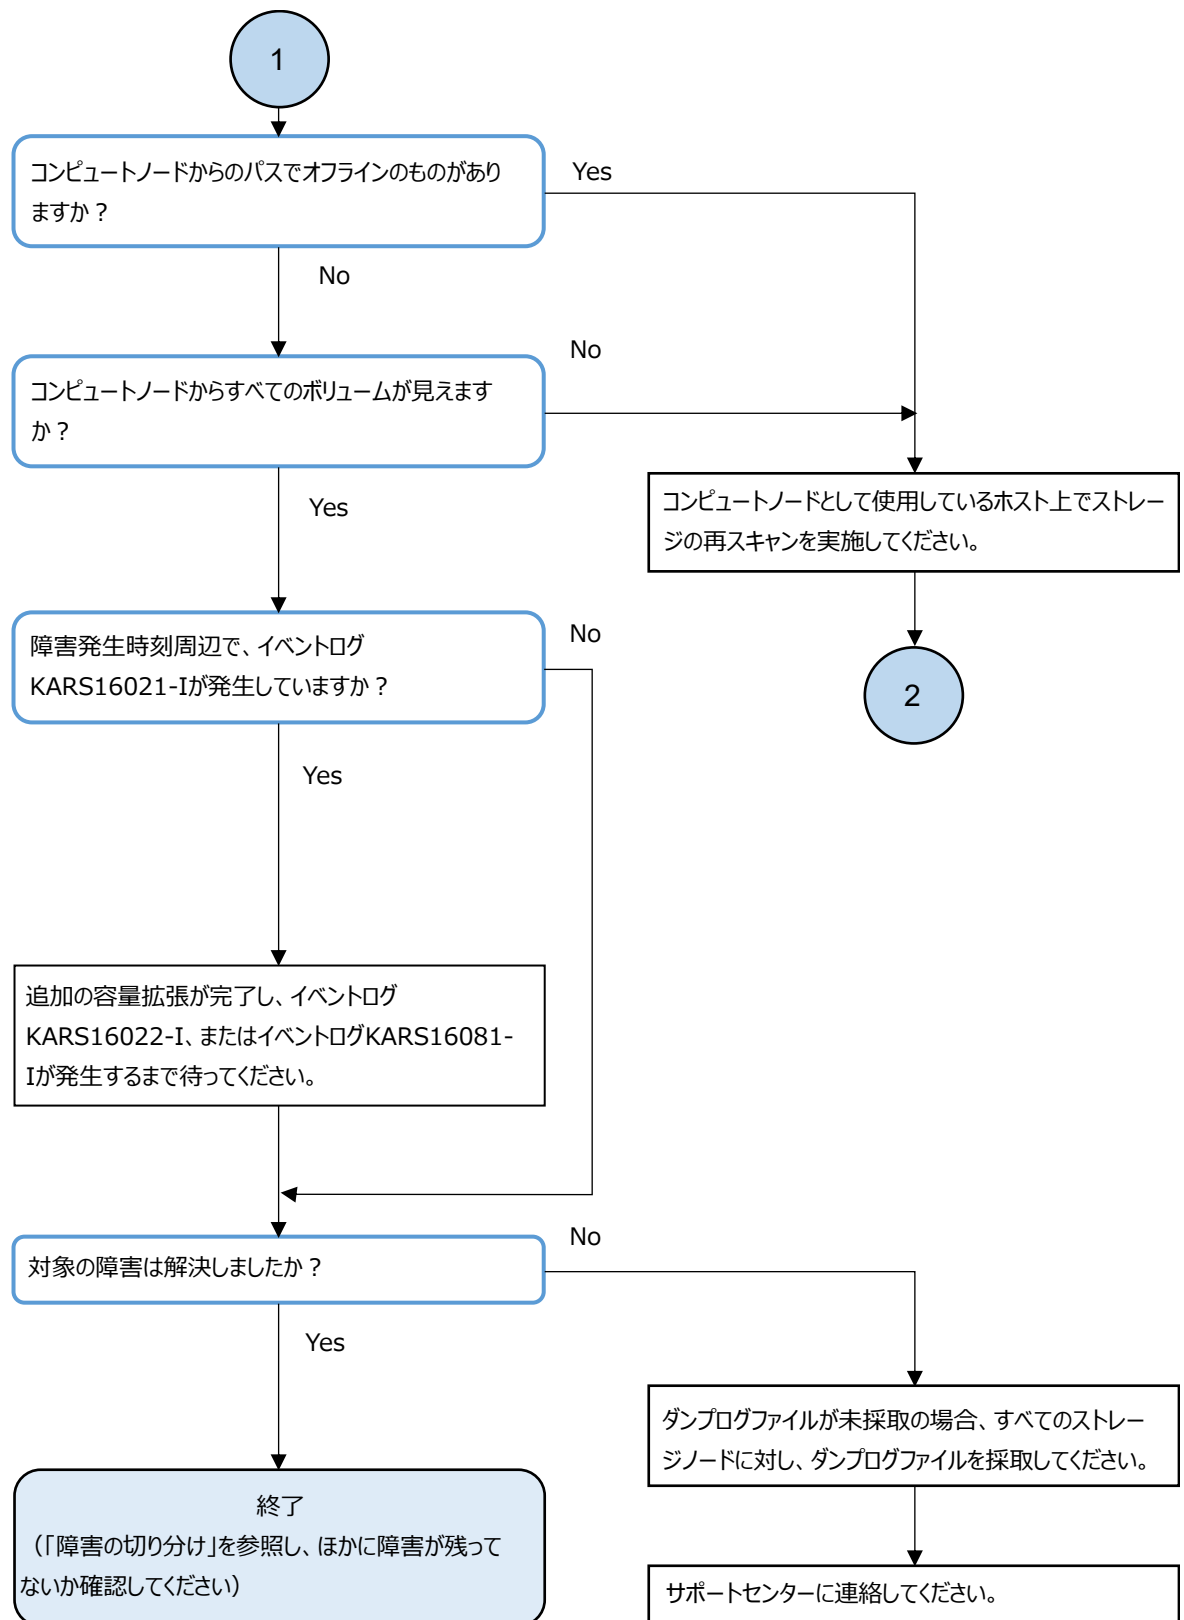 1
コンピュートノードからのパスでオフラインのものがあり
ますか？
Yes
No
コンピュートノードからすべてのボリュームが見えます
か？
No
Yes
コンピュートノードとして使用しているホスト上でストレー
ジの再スキャンを実施してください。
2
障害発生時刻周辺で、イベントログ
KARS16021-Iが発生していますか？
No
Yes
追加の容量拡張が完了し、イベントログ
KARS16022-I、またはイベントログKARS16081-
Iが発生するまで待ってください。
対象の障害は解決しましたか？
No
Yes
ダンプログファイルが未採取の場合、すべてのストレー
ジノードに対し、ダンプログファイルを採取してください。
終了
（「障害の切り分け」を参照し、ほかに障害が残って
ないか確認してください）
サポートセンターに連絡してください。